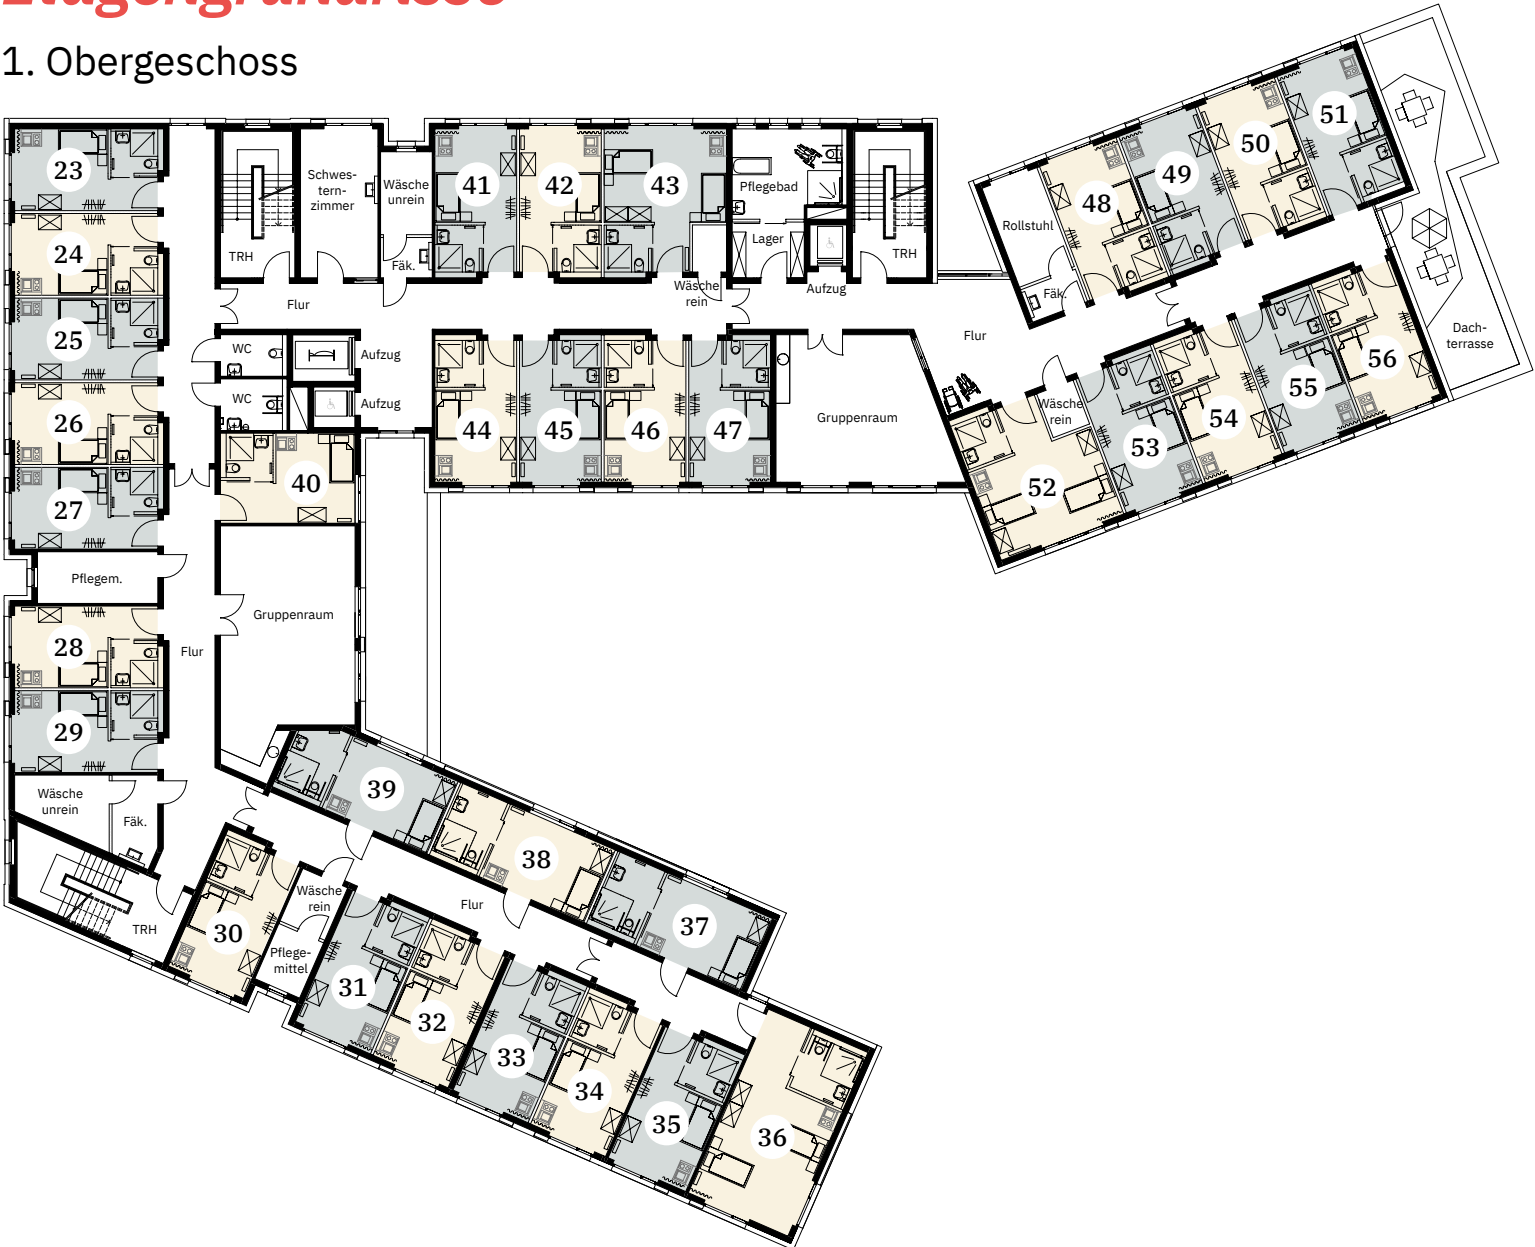 Etagengrundrisse
1. Obergeschoss
23
24
25
26
27
Pflegem.
28
29
Wäsche
unrein
Fäk.
TRH
TRH
Schwes-
tern-
zimmer
Wäsche
unrein
Fäk.
41
42
43
Wäsche
rein
Pflegebad
Lager
Aufzug
TRH
Flur
WC
WC
Aufzug
Aufzug
40
Gruppenraum
Flur
44
45
46
47
Gruppenraum
Flur
Rollstuhl
Fäk.
48
49
50
51
Dach-
terrasse
52
Wäsche
rein
53
54
55
56
39
38
37
Flur
30
Wäsche
rein
Pflege-
mittel
31
32
33
34
35
36